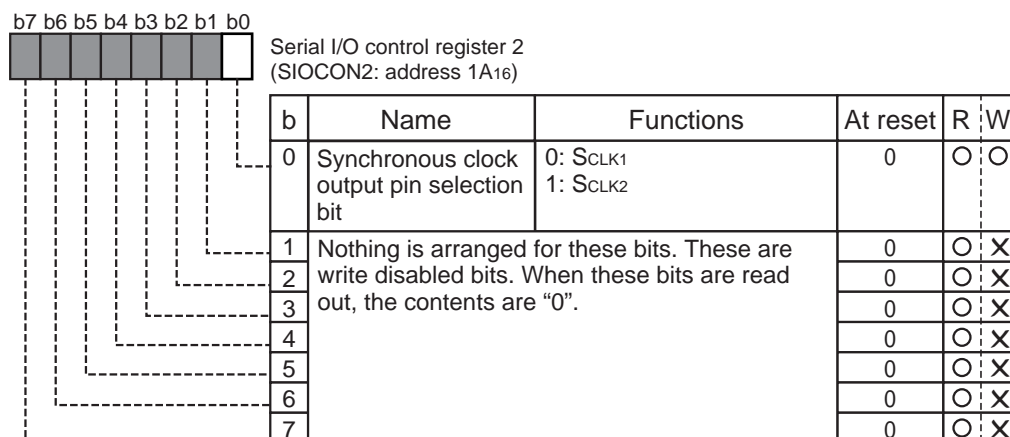 b7 b6 b5 b4 b3 b2 b1 b0
Serial I/O control register 2
(SIOCON2: address 1A16)
b Name Functions At reset R W
0 Synchronous clock output pin selection bit 0: SCLK1 1: SCLK2 0 O O
1 Nothing is arranged for these bits. These are 0 O X
2 write disabled bits. When these bits are read 0 O X
3 out, the contents are “0”. 0 O X
4 0 O X
5 0 O X
6 0 O X
7 0 O X